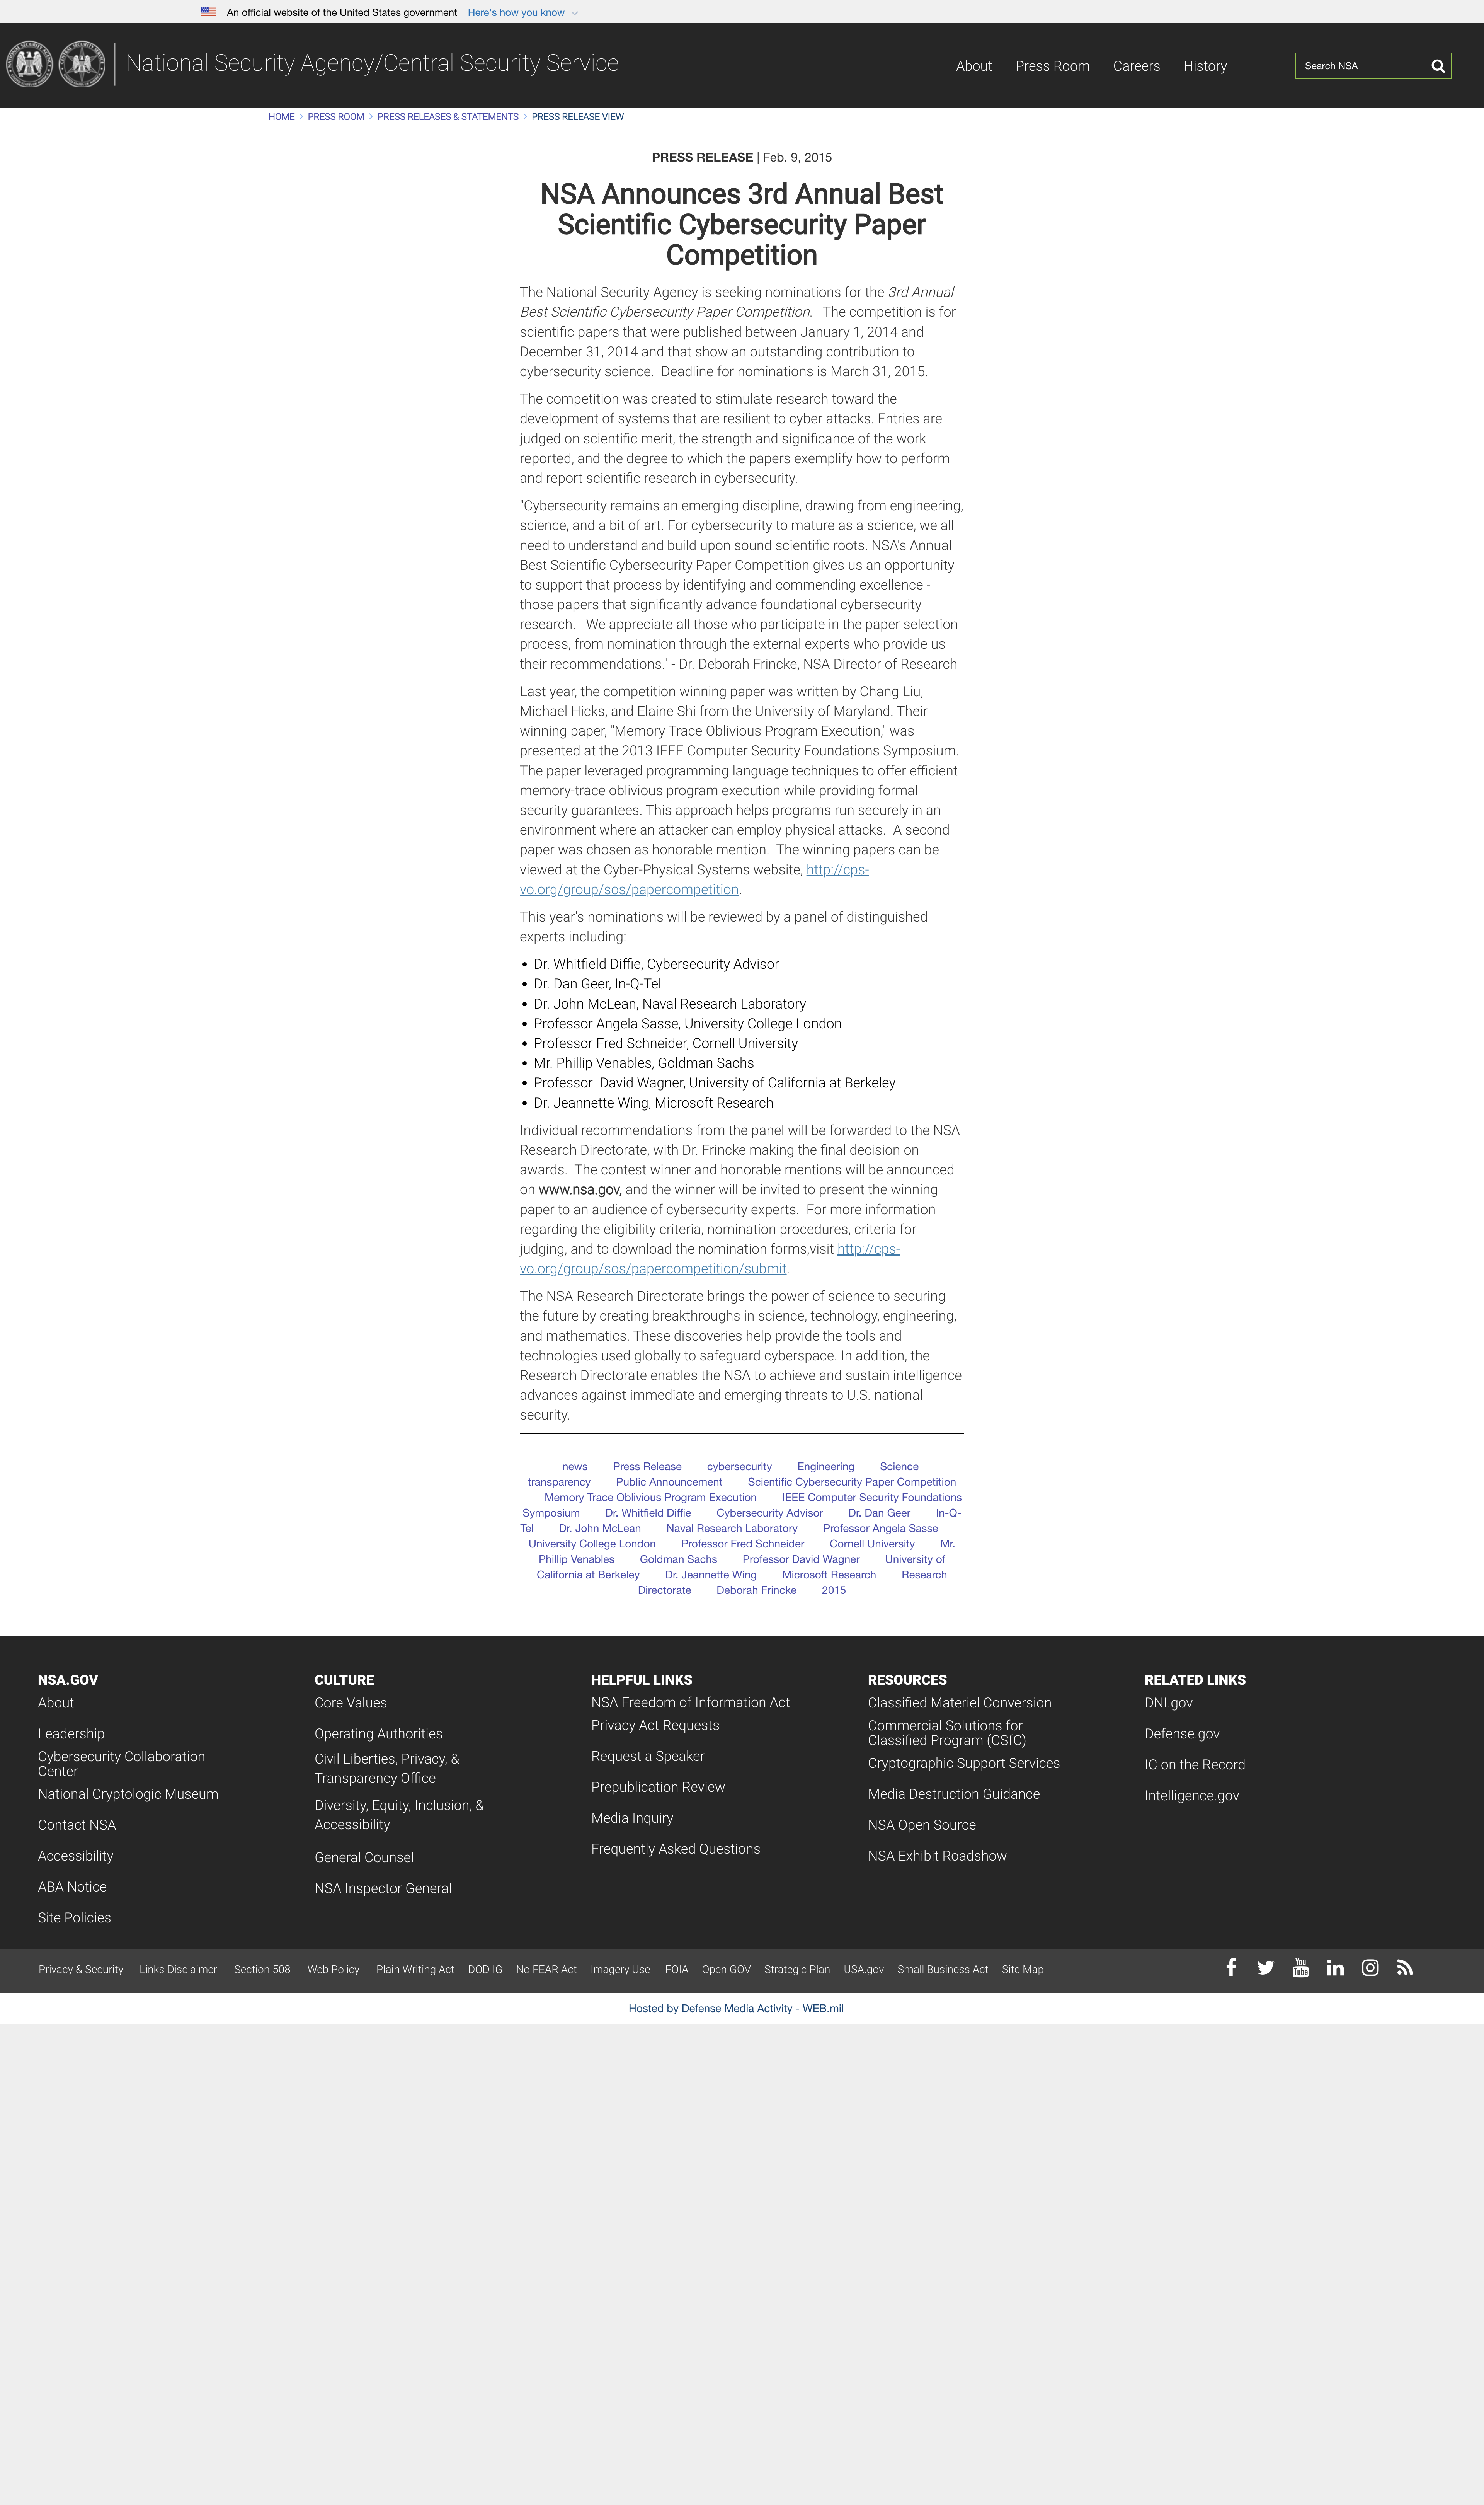 An official website of the United States government Here's how you know
National Security Agency/Central Security Service
About Press Room Careers History Search NSA
HOME PRESS ROOM PRESS RELEASES & STATEMENTS PRESS RELEASE VIEW
PRESS RELEASE | Feb. 9, 2015
NSA Announces 3rd Annual Best
Scientific Cybersecurity Paper
Competition
The National Security Agency is seeking nominations for the 3rd Annual
Best Scientific Cybersecurity Paper Competition. The competition is for
scientific papers that were published between January 1, 2014 and
December 31, 2014 and that show an outstanding contribution to
cybersecurity science. Deadline for nominations is March 31, 2015.
The competition was created to stimulate research toward the
development of systems that are resilient to cyber attacks. Entries are
judged on scientific merit, the strength and significance of the work
reported, and the degree to which the papers exemplify how to perform
and report scientific research in cybersecurity.
"Cybersecurity remains an emerging discipline, drawing from engineering,
science, and a bit of art. For cybersecurity to mature as a science, we all
need to understand and build upon sound scientific roots. NSA's Annual
Best Scientific Cybersecurity Paper Competition gives us an opportunity
to support that process by identifying and commending excellence -
those papers that significantly advance foundational cybersecurity
research. We appreciate all those who participate in the paper selection
process, from nomination through the external experts who provide us
their recommendations." - Dr. Deborah Frincke, NSA Director of Research
Last year, the competition winning paper was written by Chang Liu,
Michael Hicks, and Elaine Shi from the University of Maryland. Their
winning paper, "Memory Trace Oblivious Program Execution," was
presented at the 2013 IEEE Computer Security Foundations Symposium.
The paper leveraged programming language techniques to offer efficient
memory-trace oblivious program execution while providing formal
security guarantees. This approach helps programs run securely in an
environment where an attacker can employ physical attacks. A second
paper was chosen as honorable mention. The winning papers can be
viewed at the Cyber-Physical Systems website, http://cps-
vo.org/group/sos/papercompetition.
This year's nominations will be reviewed by a panel of distinguished
experts including:
• Dr. Whitfield Diffie, Cybersecurity Advisor
• Dr. Dan Geer, In-Q-Tel
• Dr. John McLean, Naval Research Laboratory
• Professor Angela Sasse, University College London
• Professor Fred Schneider, Cornell University
• Mr. Phillip Venables, Goldman Sachs
• Professor David Wagner, University of California at Berkeley
• Dr. Jeannette Wing, Microsoft Research
Individual recommendations from the panel will be forwarded to the NSA
Research Directorate, with Dr. Frincke making the final decision on
awards. The contest winner and honorable mentions will be announced
on www.nsa.gov, and the winner will be invited to present the winning
paper to an audience of cybersecurity experts. For more information
regarding the eligibility criteria, nomination procedures, criteria for
judging, and to download the nomination forms,visit http://cps-
vo.org/group/sos/papercompetition/submit.
The NSA Research Directorate brings the power of science to securing
the future by creating breakthroughs in science, technology, engineering,
and mathematics. These discoveries help provide the tools and
technologies used globally to safeguard cyberspace. In addition, the
Research Directorate enables the NSA to achieve and sustain intelligence
advances against immediate and emerging threats to U.S. national
security.
news Press Release cybersecurity Engineering Science
transparency Public Announcement Scientific Cybersecurity Paper Competition
Memory Trace Oblivious Program Execution IEEE Computer Security Foundations
Symposium Dr. Whitfield Diffie Cybersecurity Advisor Dr. Dan Geer In-Q-
Tel Dr. John McLean Naval Research Laboratory Professor Angela Sasse
University College London Professor Fred Schneider Cornell University Mr.
Phillip Venables Goldman Sachs Professor David Wagner University of
California at Berkeley Dr. Jeannette Wing Microsoft Research Research
Directorate Deborah Frincke 2015
NSA.GOV
About
Leadership
Cybersecurity Collaboration
Center
National Cryptologic Museum
Contact NSA
Accessibility
ABA Notice
Site Policies
CULTURE
Core Values
Operating Authorities
Civil Liberties, Privacy, &
Transparency Office
Diversity, Equity, Inclusion, &
Accessibility
General Counsel
NSA Inspector General
HELPFUL LINKS
NSA Freedom of Information Act
Privacy Act Requests
Request a Speaker
Prepublication Review
Media Inquiry
Frequently Asked Questions
RESOURCES
Classified Materiel Conversion
Commercial Solutions for
Classified Program (CSfC)
Cryptographic Support Services
Media Destruction Guidance
NSA Open Source
NSA Exhibit Roadshow
RELATED LINKS
DNI.gov
Defense.gov
IC on the Record
Intelligence.gov
Privacy & Security Links Disclaimer Section 508 Web Policy Plain Writing Act DOD IG No FEAR Act Imagery Use FOIA Open GOV Strategic Plan USA.gov Small Business Act Site Map
You
Tube
Hosted by Defense Media Activity - WEB.mil